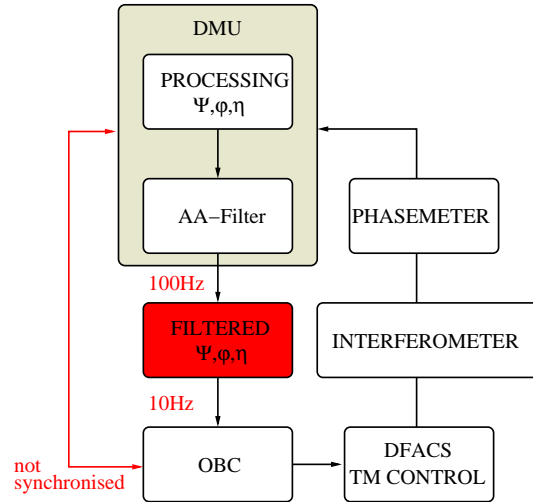 DMU
PROCESSING
Ψ,φ,η
AA−Filter
PHASEMETER
100Hz
FILTERED
Ψ,φ,η
INTERFEROMETER
10Hz
not
synchronised
OBC
DFACS
TM CONTROL